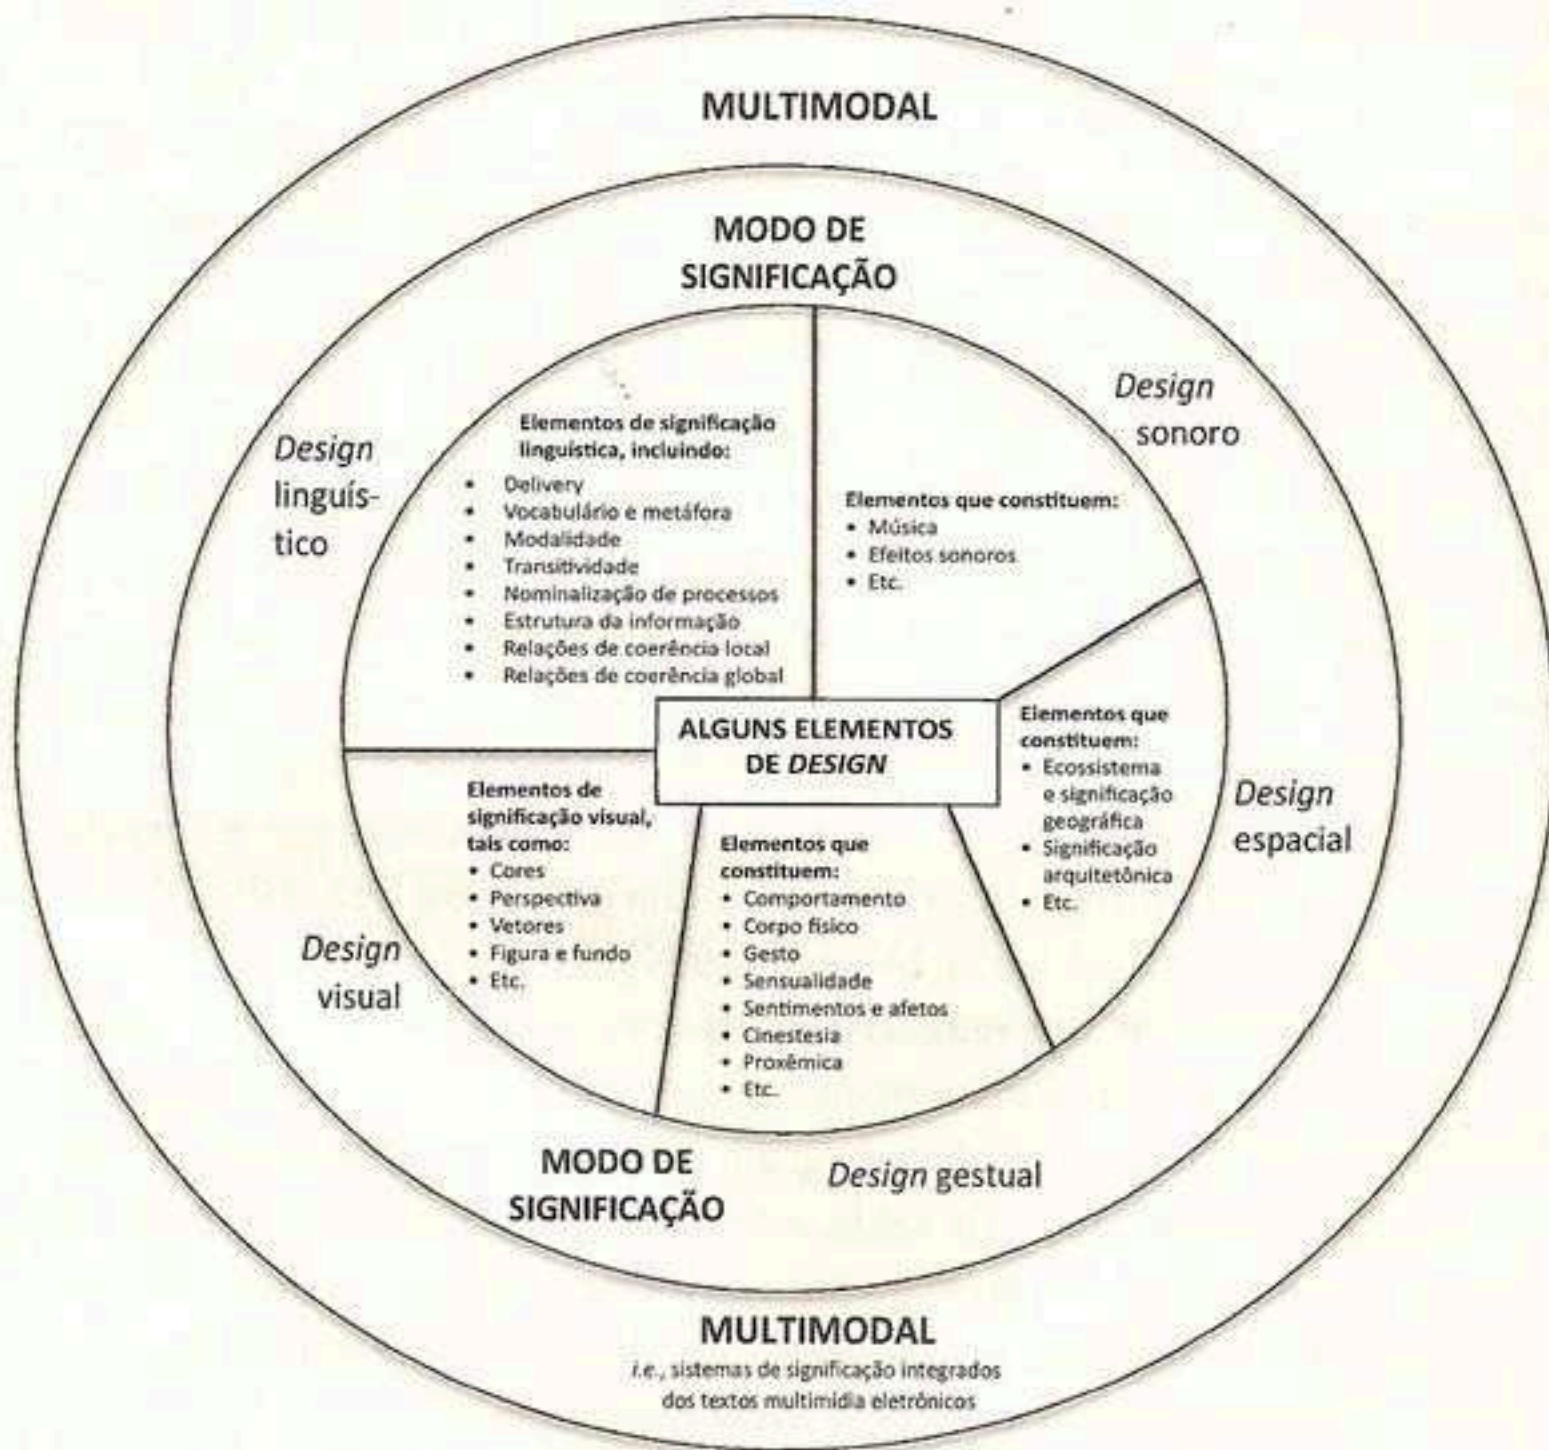 MULTIMODAL
MODO DE
SIGNIFICAÇÃO
Design
linguís-
tico
Elementos de significação
linguística, incluindo:
• Delivery
• Vocabulário e metáfora
• Modalidade
• Transitividade
• Nominalização de processos
• Estrutura da informação
• Relações de coerência local
• Relações de coerência global
Design
sonoro
Elementos que constituem:
• Música
• Efeitos sonoros
• Etc.
ALGUNS ELEMENTOS
DE DESIGN
Elementos que
constituem:
• Ecossistema
e significação
geográfica
• Significação
arquitetônica
• Etc.
Design
espacial
Elementos de
significação visual,
tais como:
• Cores
• Perspectiva
• Vetores
• Figura e fundo
• Etc.
Design
visual
Elementos que
constituem:
• Comportamento
• Corpo físico
• Gesto
• Sensualidade
• Sentimentos e afetos
• Cinestesia
• Proxêmica
• Etc.
MODO DE
SIGNIFICAÇÃO
Design gestual
MULTIMODAL
i.e., sistemas de significação integrados
dos textos multimídia eletrônicos